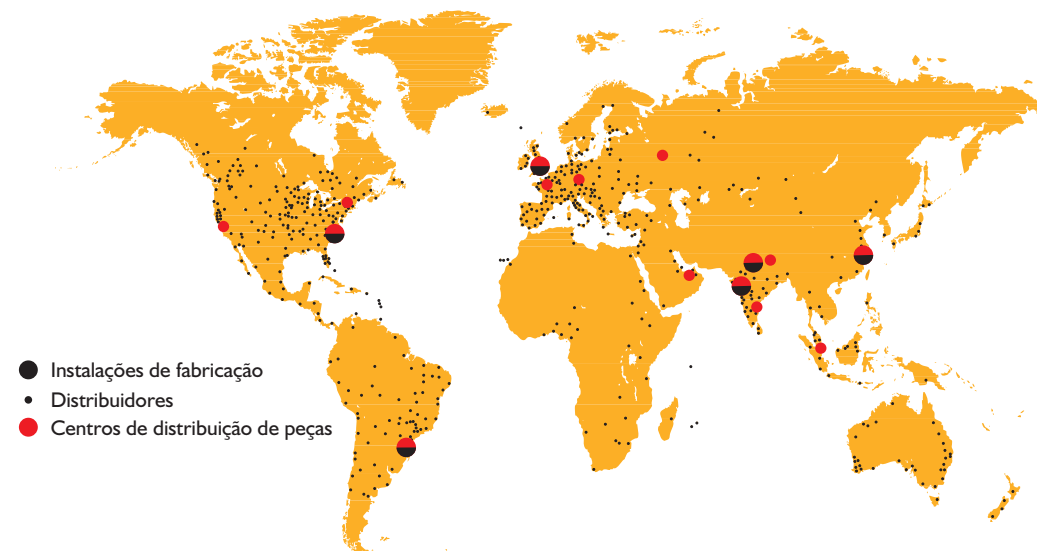 Instalações de fabricação
Distribuidores
Centros de distribuição de peças